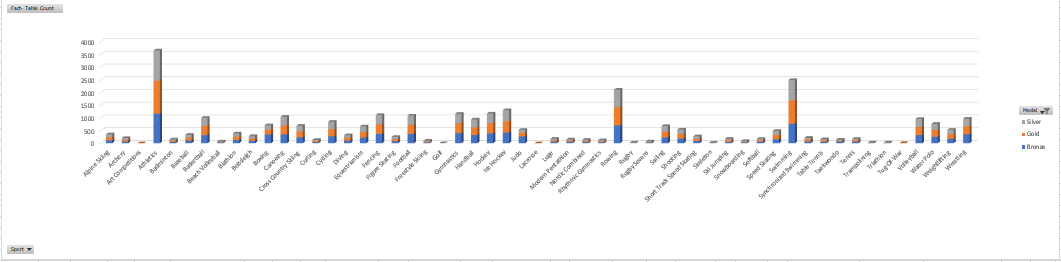 Fact- Table Count
4000
3500
3000
2500
2000
1500
1000
500
0
Alpine Skiing
Archery
Art Competitions
Athletics
Badminton
Baseball
Basketball
Beach Volleyball
Biathlon
Bobsleigh
Boxing
Canoeing
Cross Country Skiing
Curling
Cycling
Diving
Equestrianism
Fencing
Figure Skating
Football
Freestyle Skiing
Golf
Gymnastics
Handball
Hockey
Ice Hockey
Judo
Lacrosse
Luge
Modern Pentathlon
Nordic Combined
Rhythmic Gymnastics
Rowing
Rugby
Rugby Sevens
Sailing
Shooting
Short Track Speed Skating
Skeleton
Ski Jumping
Snowboarding
Softball
Speed Skating
Swimming
Synchronized Swimming
Table Tennis
Taekwondo
Tennis
Trampolining
Triathlon
Tug Of War
Volleyball
Water Polo
Weightlifting
Wrestling
Medal
Silver
Gold
Bronze
Sport